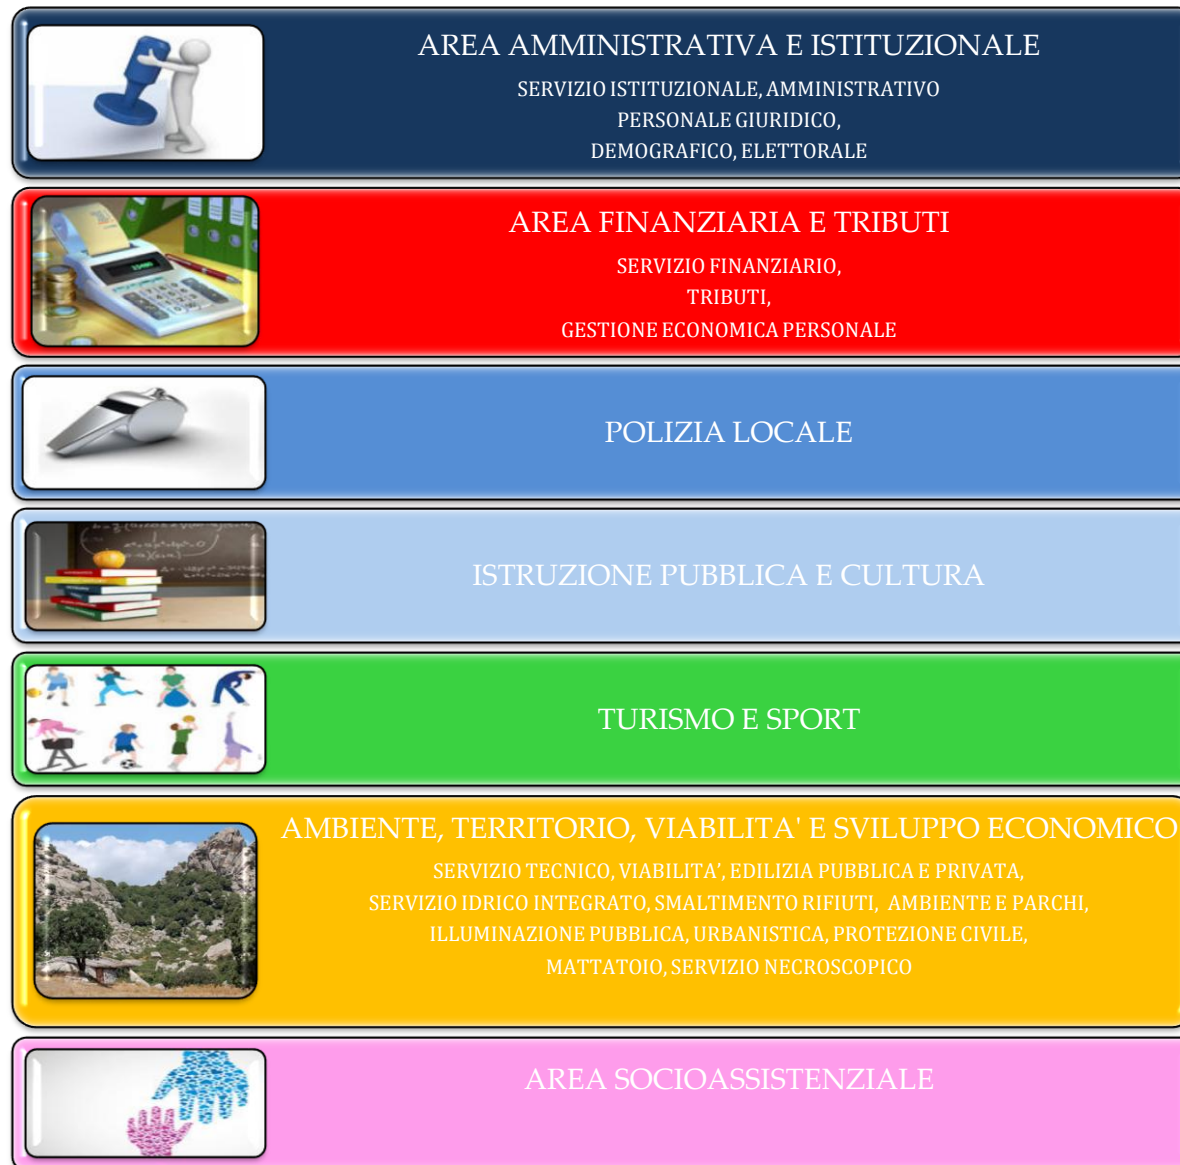 AREA AMMINISTRATIVA E ISTITUZIONALE
SERVIZIO ISTITUZIONALE, AMMINISTRATIVO
PERSONALE GIURIDICO,
DEMOGRAFICO, ELETTORALE
AREA FINANZIARIA E TRIBUTI
SERVIZIO FINANZIARIO,
TRIBUTI,
GESTIONE ECONOMICA PERSONALE
POLIZIA LOCALE
ISTRUZIONE PUBBLICA E CULTURA
TURISMO E SPORT
AMBIENTE, TERRITORIO, VIABILITA' E SVILUPPO ECONOMICO
SERVIZIO TECNICO, VIABILITA’, EDILIZIA PUBBLICA E PRIVATA,
SERVIZIO IDRICO INTEGRATO, SMALTIMENTO RIFIUTI, AMBIENTE E PARCHI,
ILLUMINAZIONE PUBBLICA, URBANISTICA, PROTEZIONE CIVILE,
MATTATOIO, SERVIZIO NECROSCOPICO
AREA SOCIOASSISTENZIALE